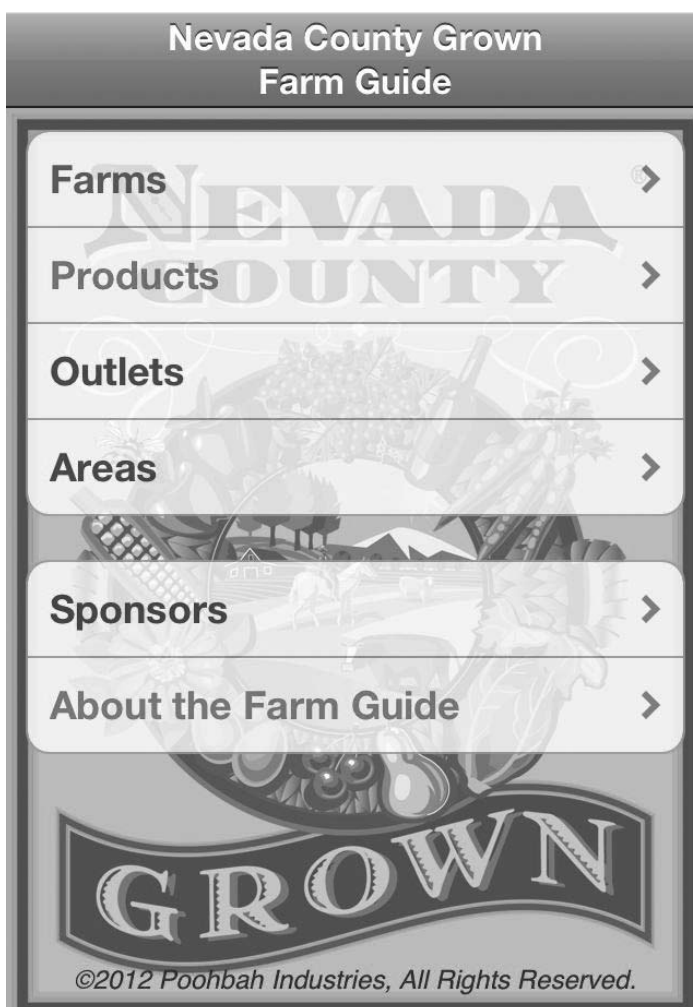 Nevada County Grown
Farm Guide
Farms
NEVADA
®
Products
COUNTY
Outlets
Areas
Sponsors
About the Farm Guide
GROWN
©2012 Poohbah Industries, All Rights Reserved.